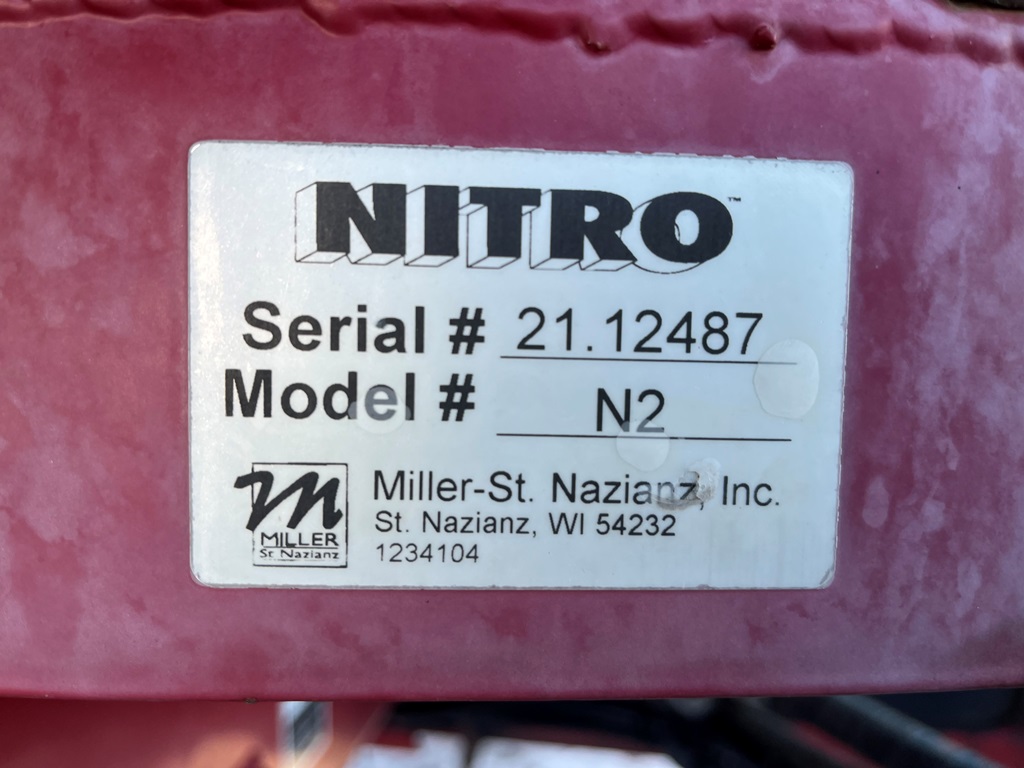 NITRO™
Serial # 21.12487
Model # N2
MILLER
St. Nazianz
Miller-St. Nazianz, Inc.
St. Nazianz, WI 54232
1234104